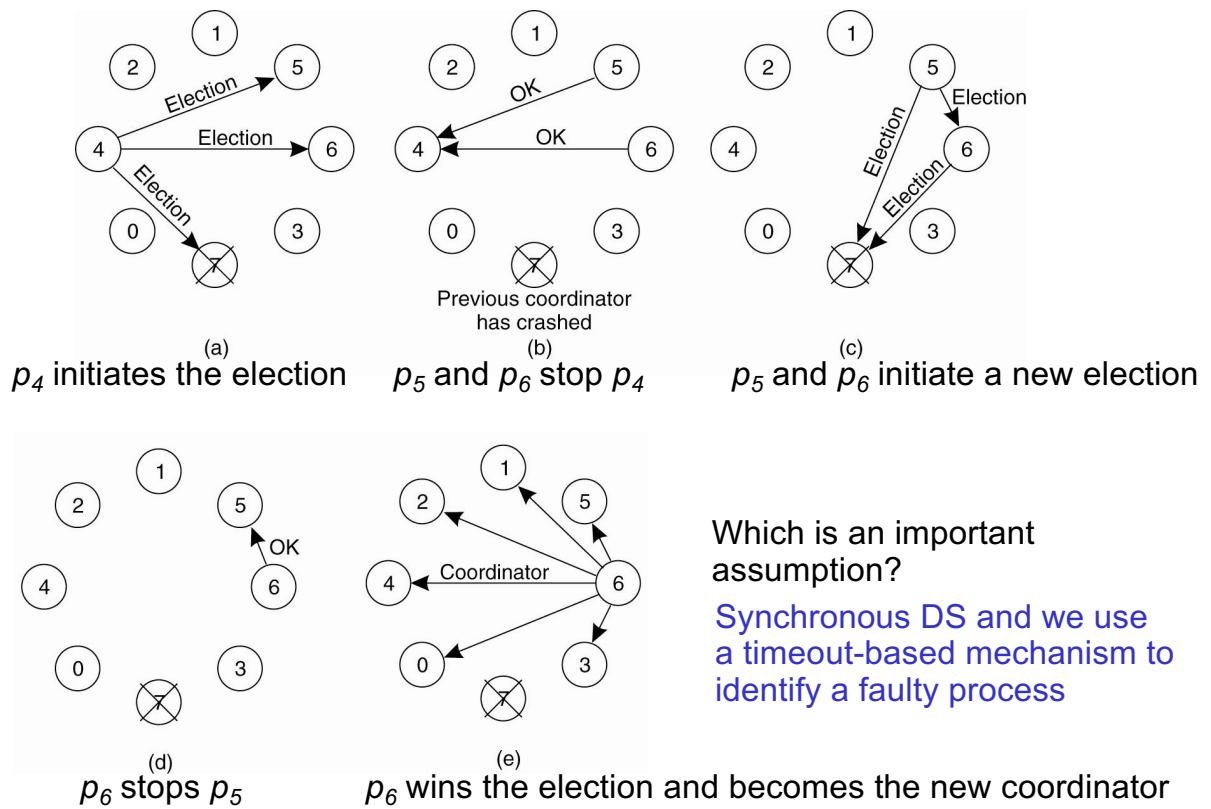 1
2
5
Election
4
Election
6
Election
0
3
7
(a)
p4 initiates the election
1
2
5
OK
4
OK
6
0
3
7
Previous coordinator
has crashed
(b)
p5 and p6 stop p4
1
2
5
Election
4
Election
6
Election
0
3
7
(c)
p5 and p6 initiate a new election
1
2
5
OK
4
6
0
3
7
(d)
p6 stops p5
1
2
5
4
Coordinator
6
0
3
7
(e)
p6 wins the election and becomes the new coordinator
Which is an important
assumption?
Synchronous DS and we use
a timeout-based mechanism to
identify a faulty process